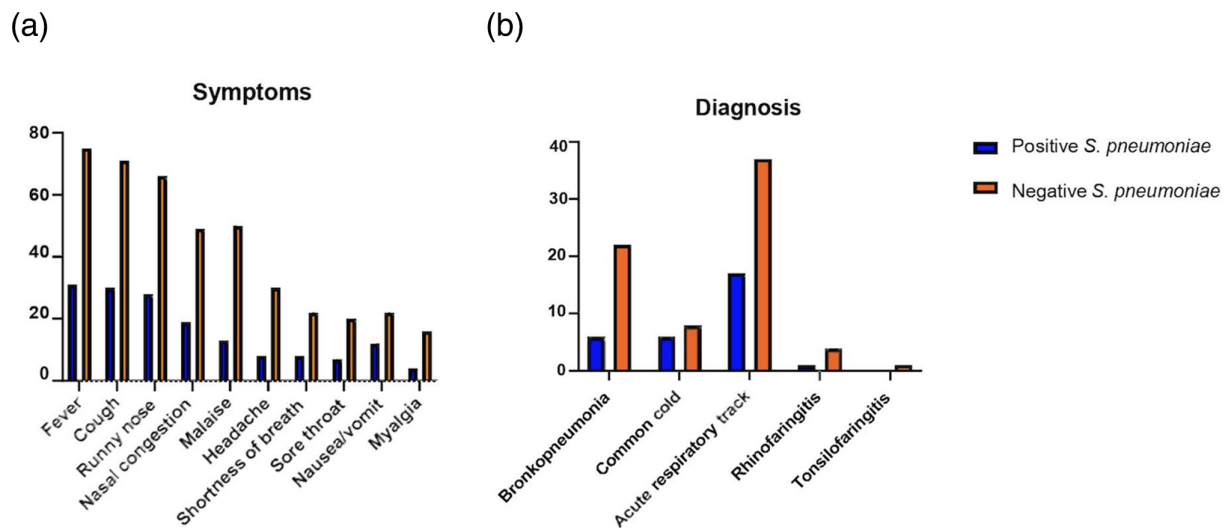 (a)
(b)
Symptoms
80
60
40
20
0
Fever
Cough
Runny nose
Nasal congestion
Malaise
Headache
Shortness of breath
Sore throat
Nausea/vomit
Myalgia
Diagnosis
40
30
20
10
0
Bronkopneumonia
Common cold
Acute respiratory track
Rhinofaringitis
Tonsilofaringitis
Positive S. pneumoniae
Negative S. pneumoniae